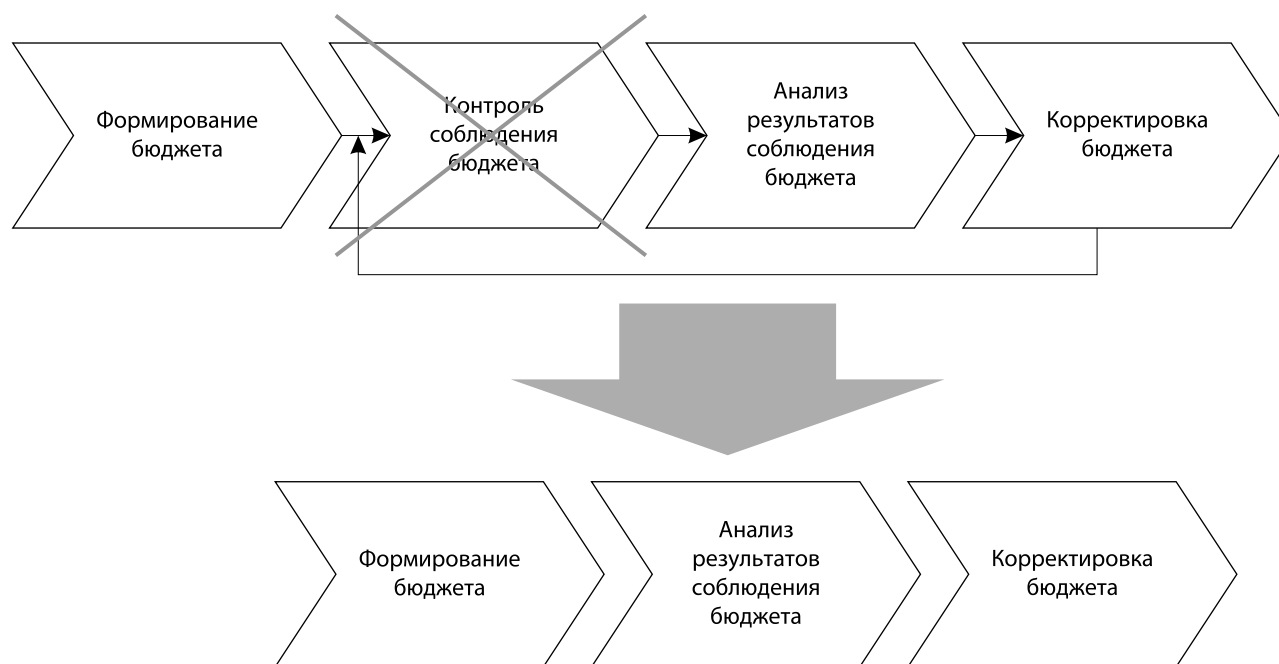 Формирование
бюджета
Контроль
соблюдения
бюджета
Анализ
результатов
соблюдения
бюджета
Корректировка
бюджета
Формирование
бюджета
Анализ
результатов
соблюдения
бюджета
Корректировка
бюджета